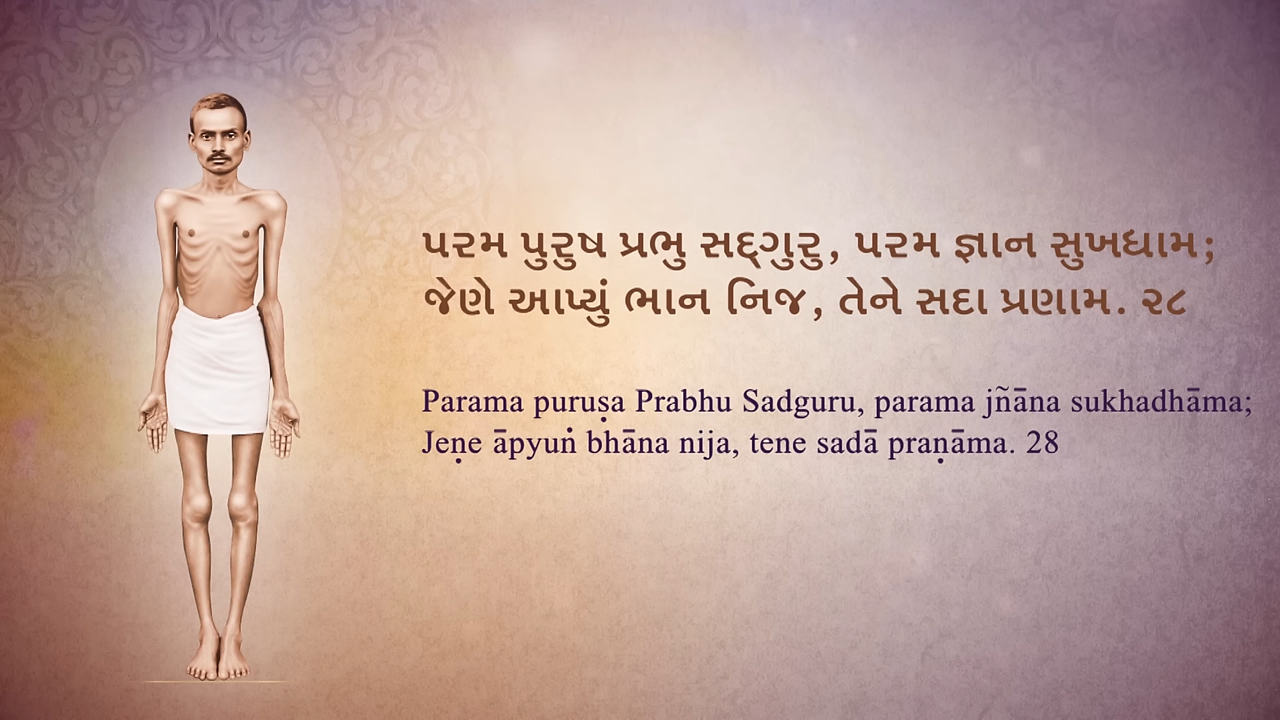 પરમ પુરુષ પ્રભુ સદ્ગુરુ, પરમ જ્ઞાન સુખધામ;
જેણે આપ્યું ભાન નિજ, તેને સદા પ્રણામ. ૨૮
Parama puruṣa Prabhu Sadguru, parama jñāna sukhadhāma;
Jeṇe āpyuṅ bhāna nija, tene sadā praṇāma. 28